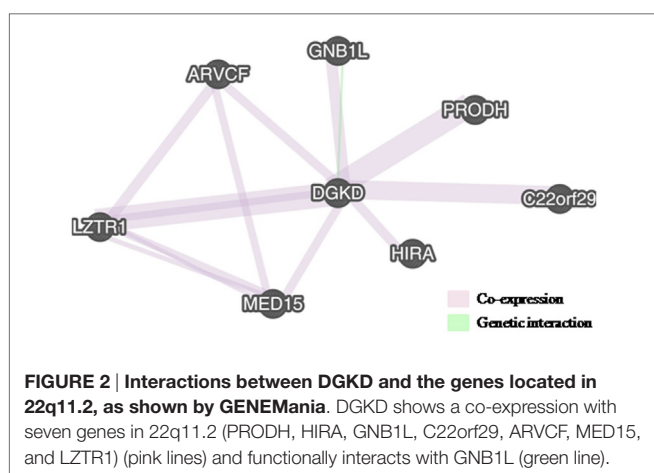 GNB1L
ARVCF
PRODH
DGKD
C22orf29
LZTR1
HIRA
MED15
Co-expression
Genetic interaction
FIGURE 2 | Interactions between DGKD and the genes located in
22q11.2, as shown by GENEMania. DGKD shows a co-expression with
seven genes in 22q11.2 (PRODH, HIRA, GNB1L, C22orf29, ARVCF, MED15,
and LZTR1) (pink lines) and functionally interacts with GNB1L (green line).